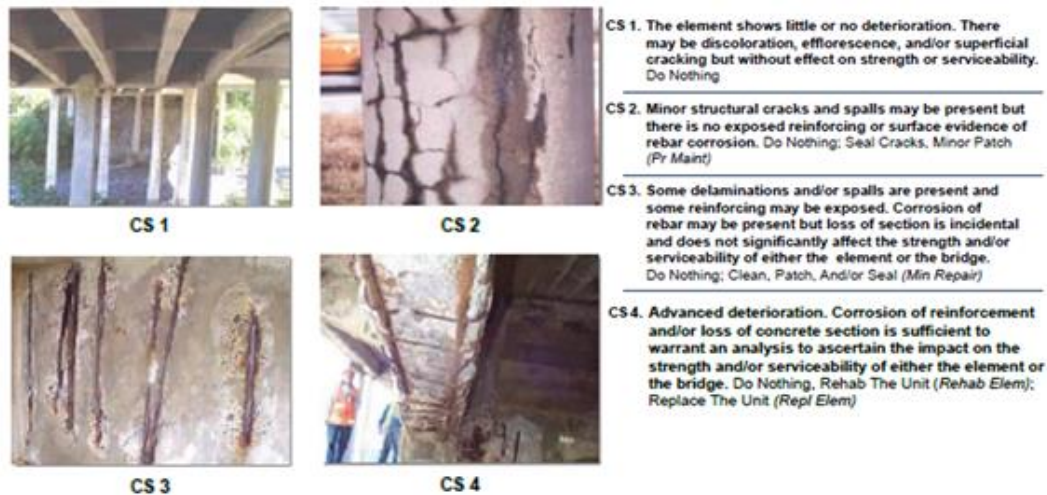 CS 1
CS 2
CS 3
CS 4
CS 1. The element shows little or no deterioration. There
may be discoloration, efflorescence, and/or superficial
cracking but without effect on strength or serviceability.
Do Nothing
CS 2. Minor structural cracks and spalls may be present but
there is no exposed reinforcing or surface evidence of
rebar corrosion. Do Nothing; Seal Cracks, Minor Patch
(Pr Maint)
CS 3. Some delaminations and/or spalls are present and
some reinforcing may be exposed. Corrosion of
rebar may be present but loss of section is incidental
and does not significantly affect the strength and/or
serviceability of either the element or the bridge.
Do Nothing; Clean, Patch, And/or Seal (Min Repair)
CS 4. Advanced deterioration. Corrosion of reinforcement
and/or loss of concrete section is sufficient to
warrant an analysis to ascertain the impact on the
strength and/or serviceability of either the element or
the bridge. Do Nothing, Rehab The Unit (Rehab Elem);
Replace The Unit (Repl Elem)